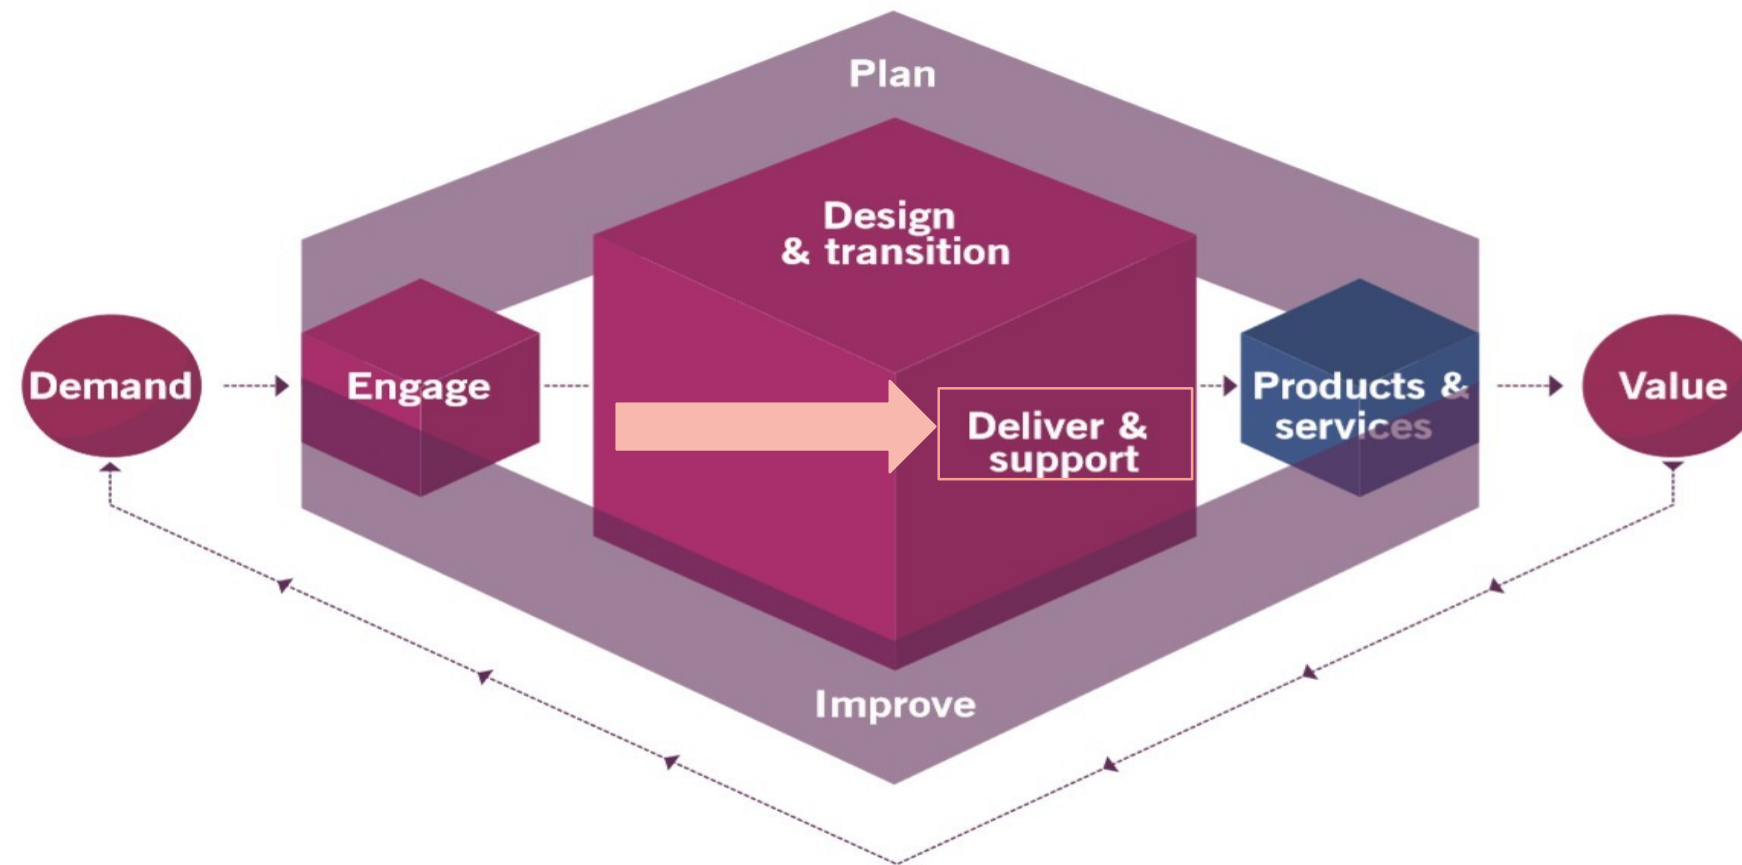 Plan
Design
& transition
Demand
Engage
Deliver &
support
Products &
services
Value
Improve